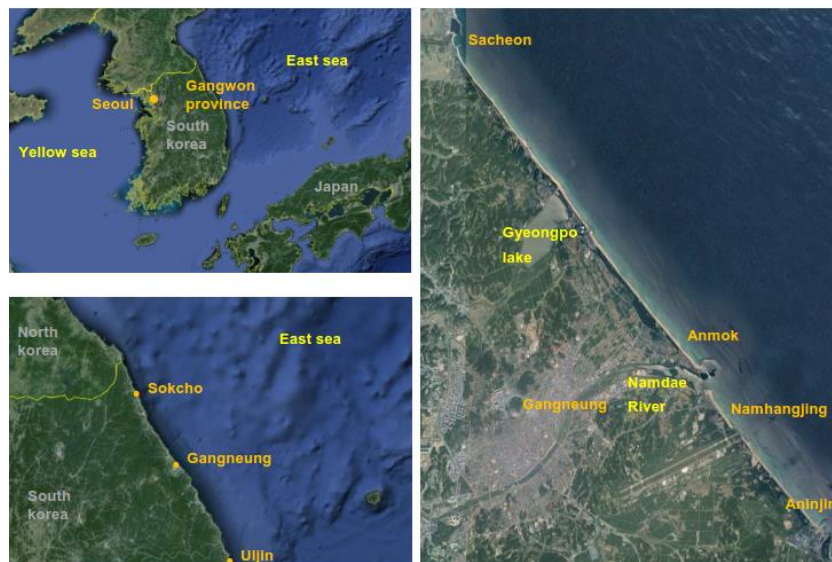 East sea
Seoul
Gangwon
province
South
korea
Yellow sea
Japan
North
korea
East sea
Sokcho
Gangneung
South
korea
Uljin
Sacheon
Gyeongpo
lake
Anmok
Namdae
River
Gangneung
Namhangjing
Aninjin